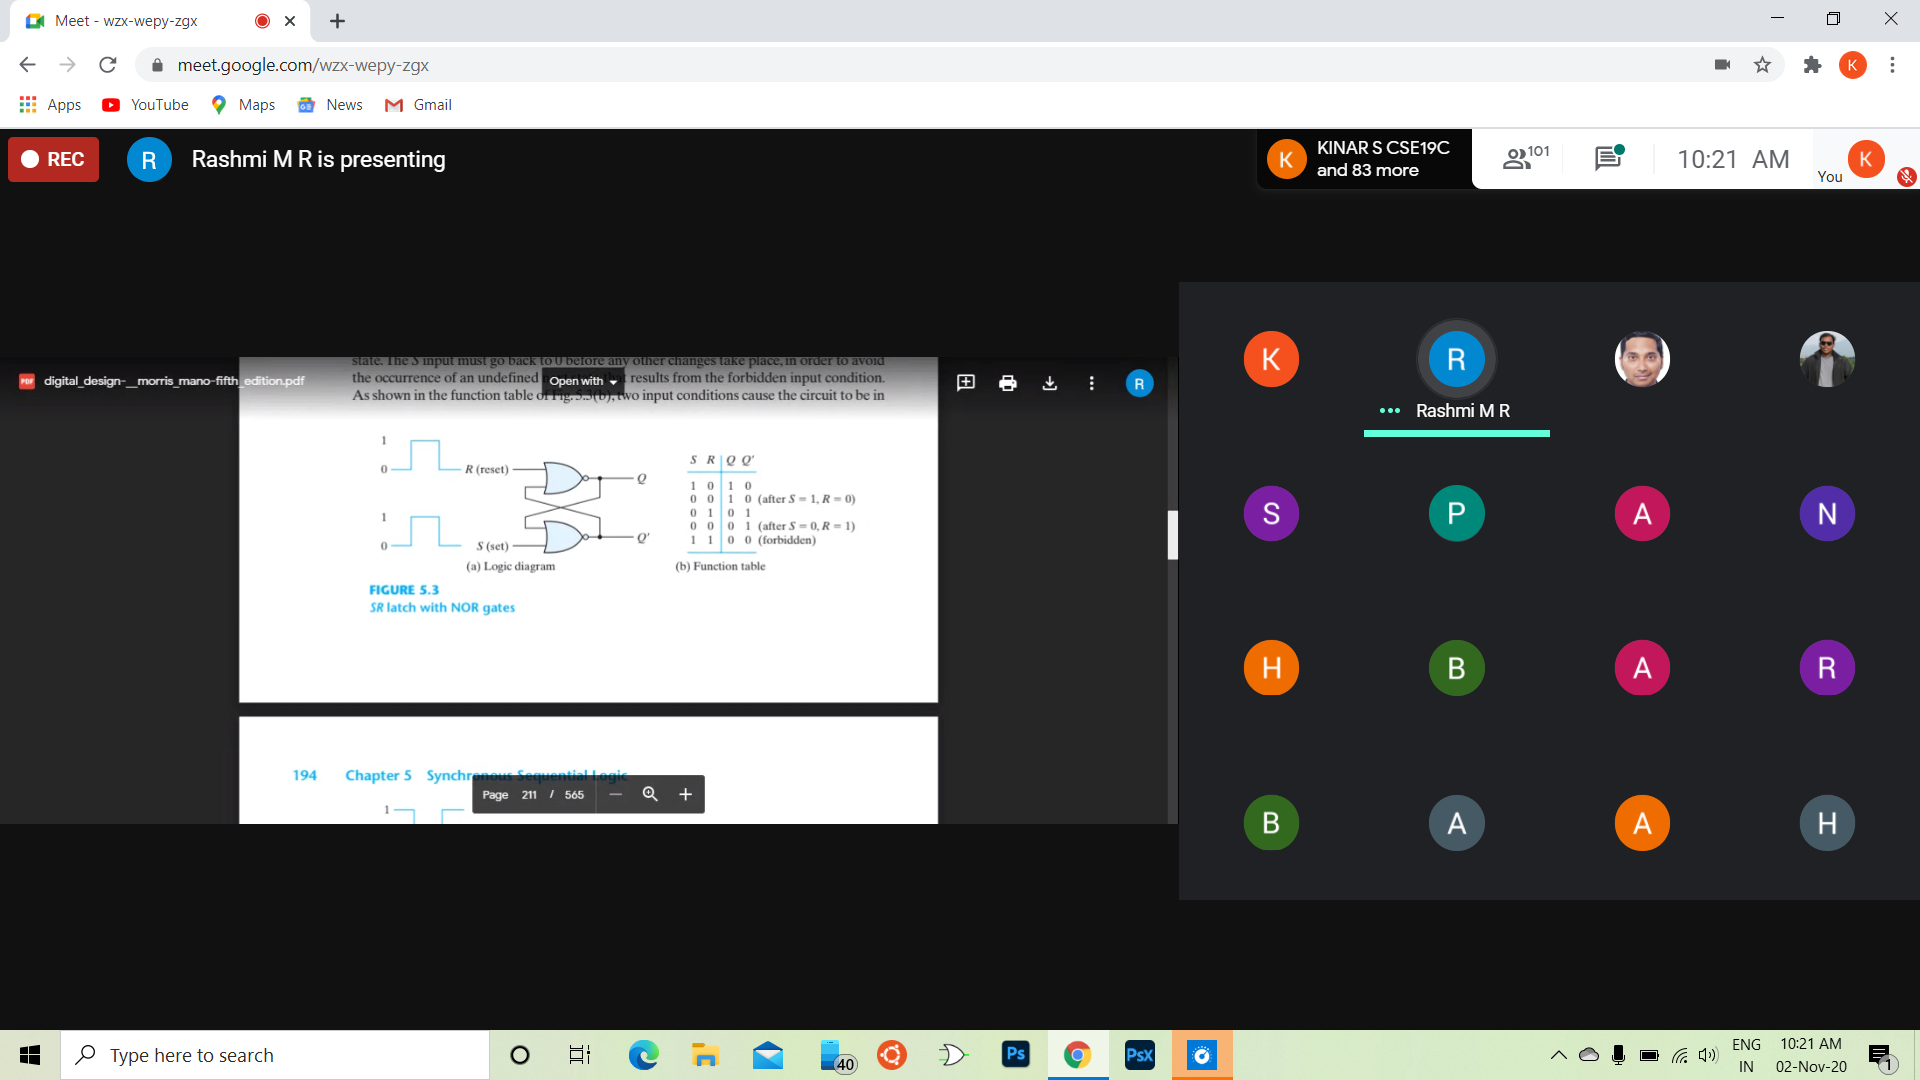 Meet - wzx-wepy-zgx
meet.google.com/wzx-wepy-zgx
K
Apps
YouTube
Maps
News
Gmail
REC
R
Rashmi M R is presenting
K
KINAR S CSE19C
and 83 more
101
10:21 AM
You
K
state. The S input must go back to 0 before any other changes take place, in order to avoid
PDF
digital_design-__morris_mano-fifth_edition.pdf
the occurrence of an undefined
Open with
that results from the forbidden input condition.
As shown in the function table of Fig. 5.3(b), two input conditions cause the circuit to be in
R
1
0
R (reset)
Q
1
0
S (set)
Q'
(a) Logic diagram
S R Q Q'
1 0 1 0
0 0 1 0 (after S = 1, R = 0)
0 1 0 1
0 0 0 1 (after S = 0, R = 1)
1 1 0 0 (forbidden)
(b) Function table
FIGURE 5.3
SR latch with NOR gates
194 Chapter 5 Synchronous Sequential Logic
Page 211 / 565
1
K
R
Rashmi M R
S
P
A
N
H
B
A
R
B
A
A
H
Type here to search
40
Ps
PsX
ENG
IN
10:21 AM
02-Nov-20
1